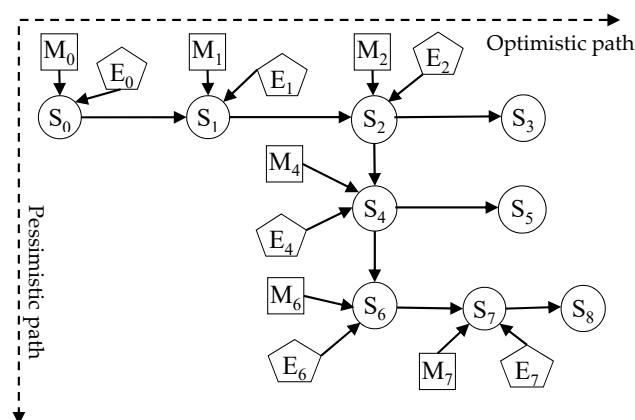 Optimistic path
M0 E0 M1 E1 M2 E2
S0 S1 S2 S3
M4
S4 S5
E4
Pessimistic path
M6
S6 S7 S8
E6 M7 E7